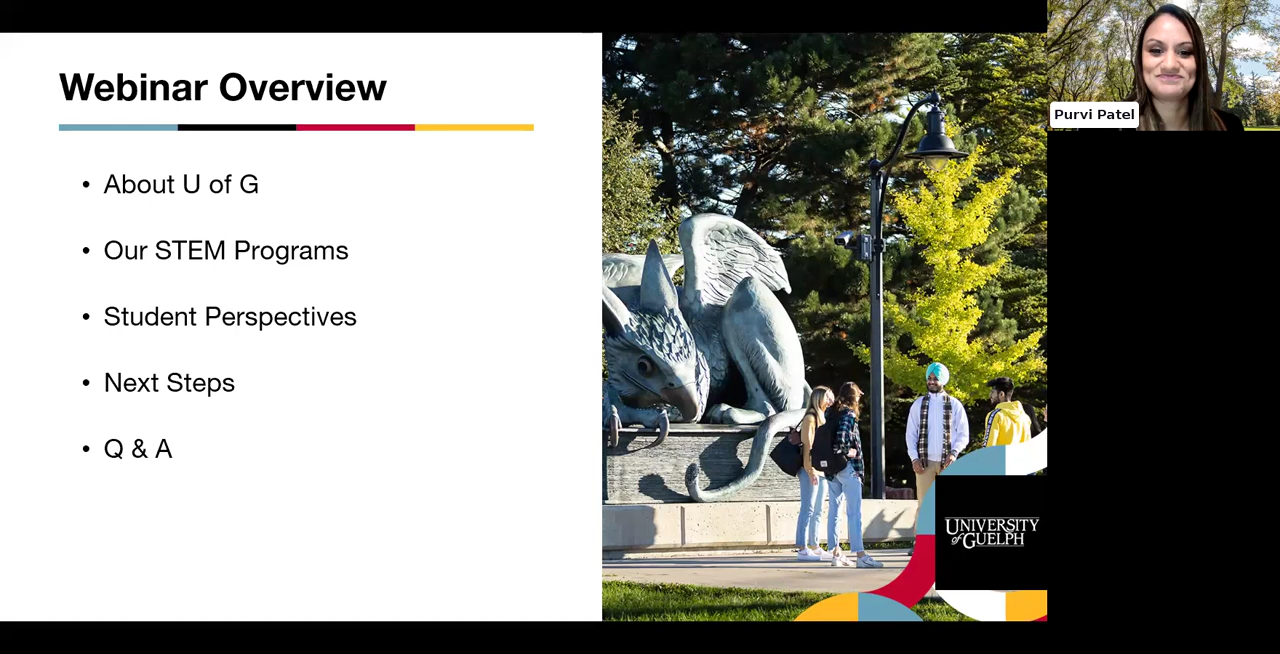 Webinar Overview
• About U of G
• Our STEM Programs
• Student Perspectives
• Next Steps
• Q & A
Purvi Patel
UNIVERSITY
of GUELPH